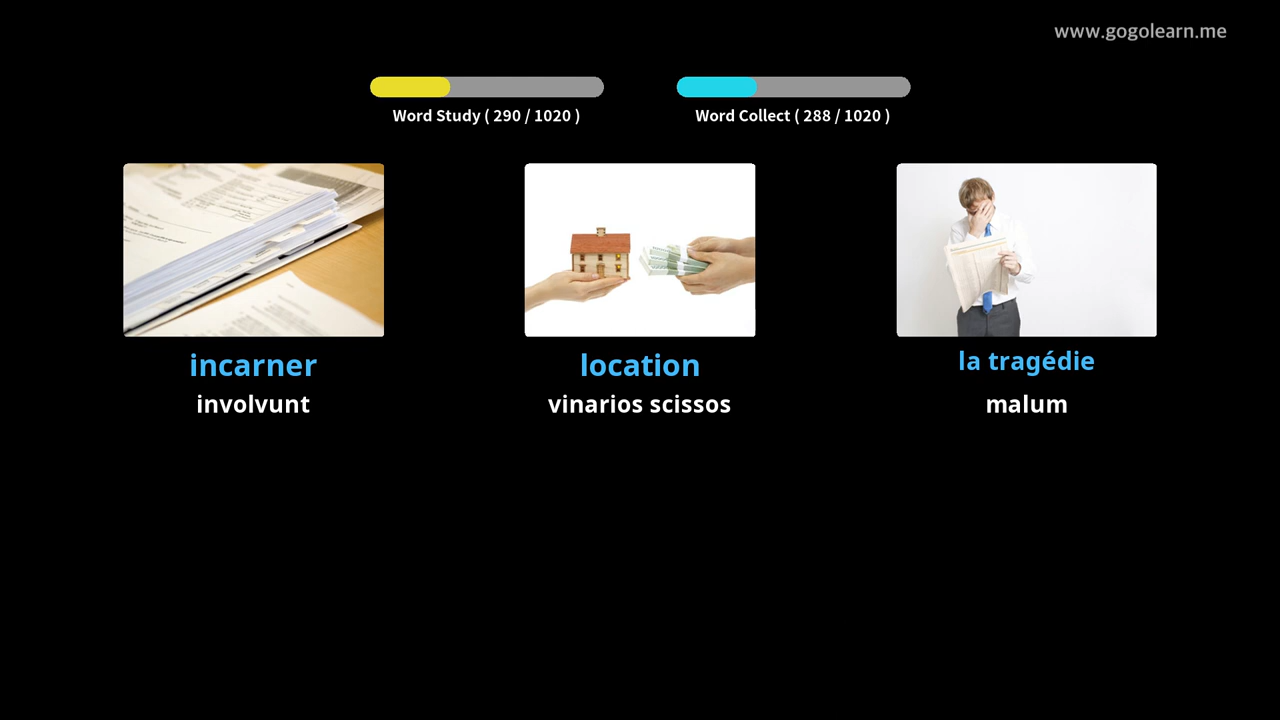 www.gogolearn.me
Word Study ( 290 / 1020 )
Word Collect ( 288 / 1020 )
incarner
location
la tragédie
involvunt
vinarios scissos
malum